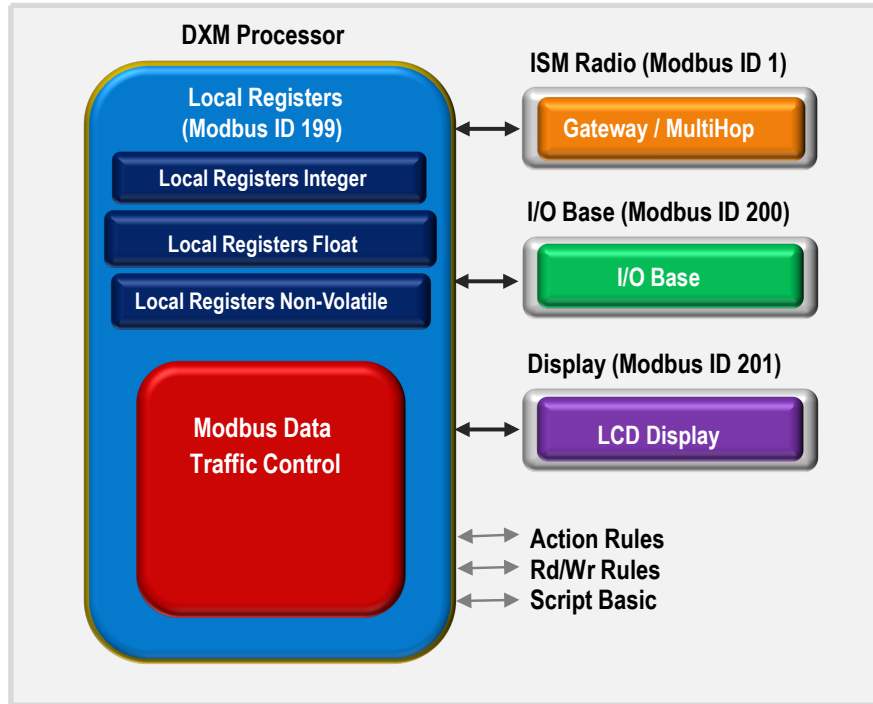 DXM Processor
Local Registers
(Modbus ID 199)
Local Registers Integer
Local Registers Float
Local Registers Non-Volatile
Modbus Data
Traffic Control
ISM Radio (Modbus ID 1)
Gateway / MultiHop
I/O Base (Modbus ID 200)
I/O Base
Display (Modbus ID 201)
LCD Display
Action Rules
Rd/Wr Rules
Script Basic